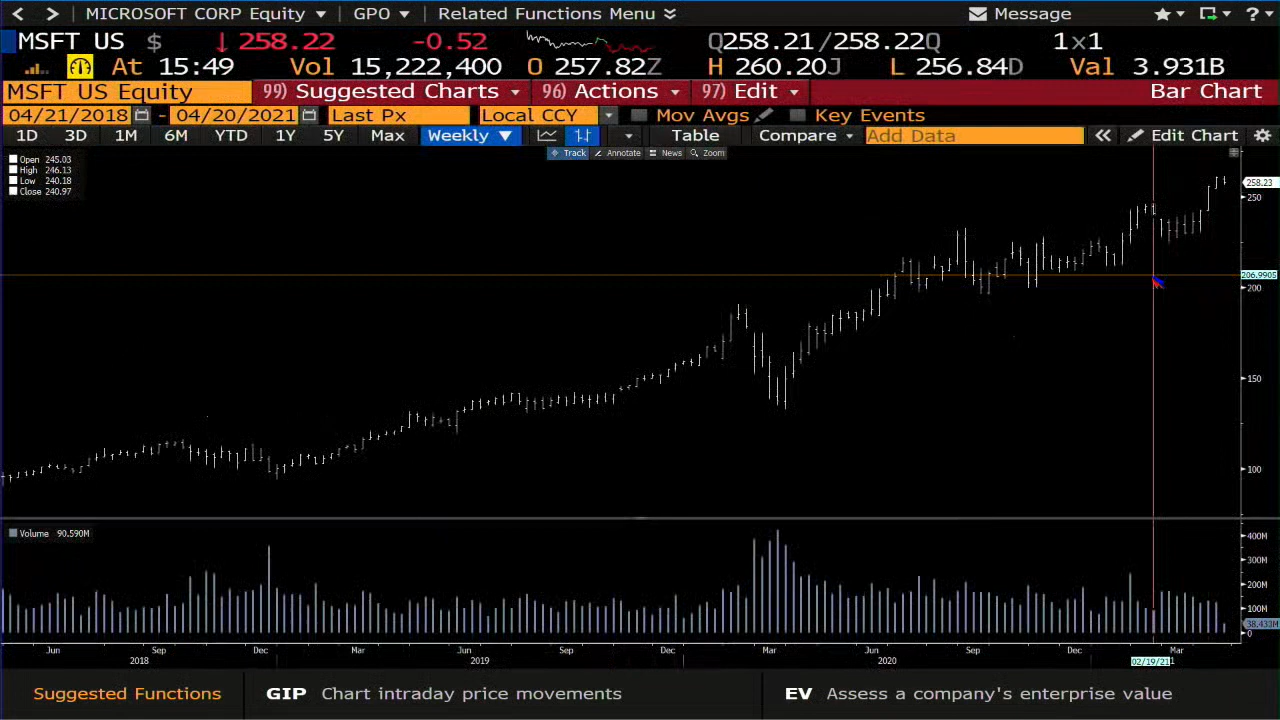 MICROSOFT CORP Equity GPO Related Functions Menu Message ?
MSFT US $ ↓ 258.22 -0.52 Q258.21/258.22Q 1x1
At 15:49 Vol 15,222,400 O 257.82Z H 260.20J L 256.84D Val 3.931B
MSFT US Equity 99) Suggested Charts 96) Actions 97) Edit Bar Chart
04/21/2018 - 04/20/2021 Last Px Local CCY Mov Avgs Key Events
1D 3D 1M 6M YTD 1Y 5Y Max Weekly ▼ Table Compare Add Data « Edit Chart
Track Annotate News Zoom
Open 245.03
High 246.13
Low 240.18
Close 240.97
258.23
250
206.9905
200
150
100
Volume 90.590M
400M
300M
200M
100M
38.433M
0
Jun Sep Dec Mar Jun Sep Dec Mar Jun Sep Dec Mar
2018 2019 2020 02/19/21
Suggested Functions GIP Chart intraday price movements EV Assess a company's enterprise value